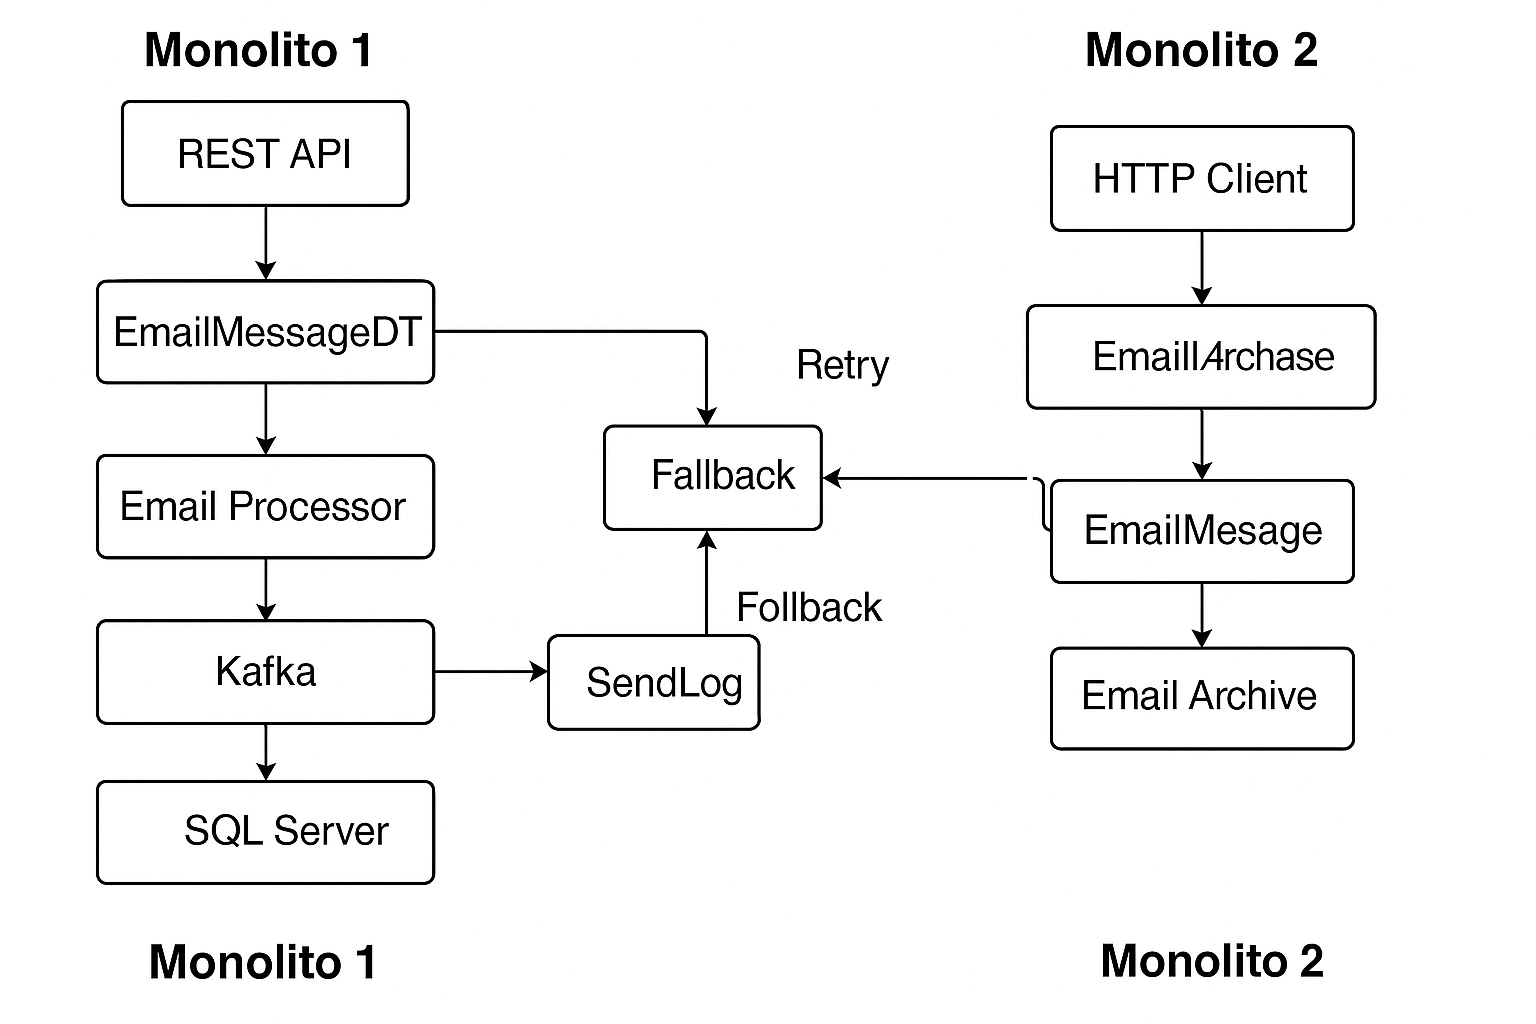 Monolito 1
REST API
EmailMessageDT
Email Processor
Kafka
SQL Server
Monolito 1
Retry
Fallback
Follback
SendLog
Monolito 2
HTTP Client
EmaillArchase
EmailMesage
Email Archive
Monolito 2